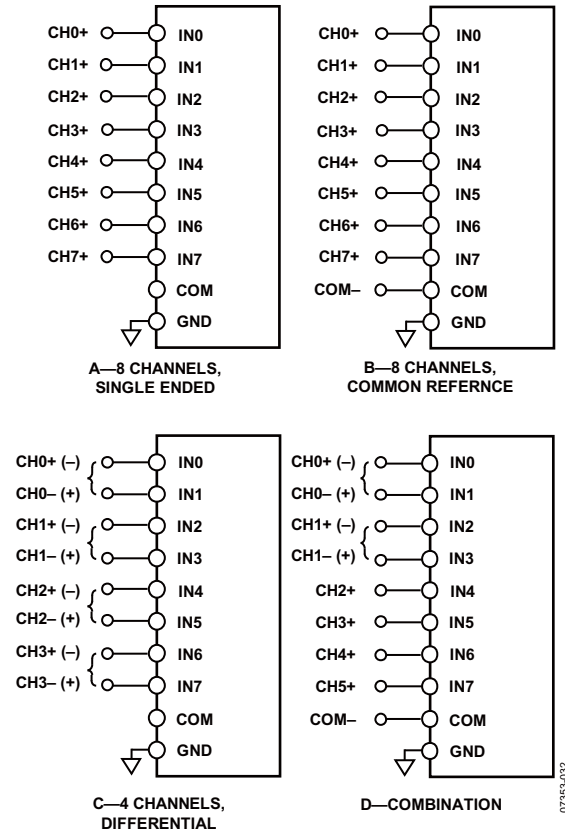 CH0+ IN0
CH1+ IN1
CH2+ IN2
CH3+ IN3
CH4+ IN4
CH5+ IN5
CH6+ IN6
CH7+ IN7
COM
GND
A—8 CHANNELS,
SINGLE ENDED
CH0+ IN0
CH1+ IN1
CH2+ IN2
CH3+ IN3
CH4+ IN4
CH5+ IN5
CH6+ IN6
CH7+ IN7
COM– COM
GND
B—8 CHANNELS,
COMMON REFERNCE
CH0+ (–) IN0
CH0– (+) IN1
CH1+ (–) IN2
CH1– (+) IN3
CH2+ (–) IN4
CH2– (+) IN5
CH3+ (–) IN6
CH3– (+) IN7
COM
GND
C—4 CHANNELS,
DIFFERENTIAL
CH0+ (–) IN0
CH0– (+) IN1
CH1+ (–) IN2
CH1– (+) IN3
CH2+ IN4
CH3+ IN5
CH4+ IN6
CH5+ IN7
COM– COM
GND
D—COMBINATION
07353-032